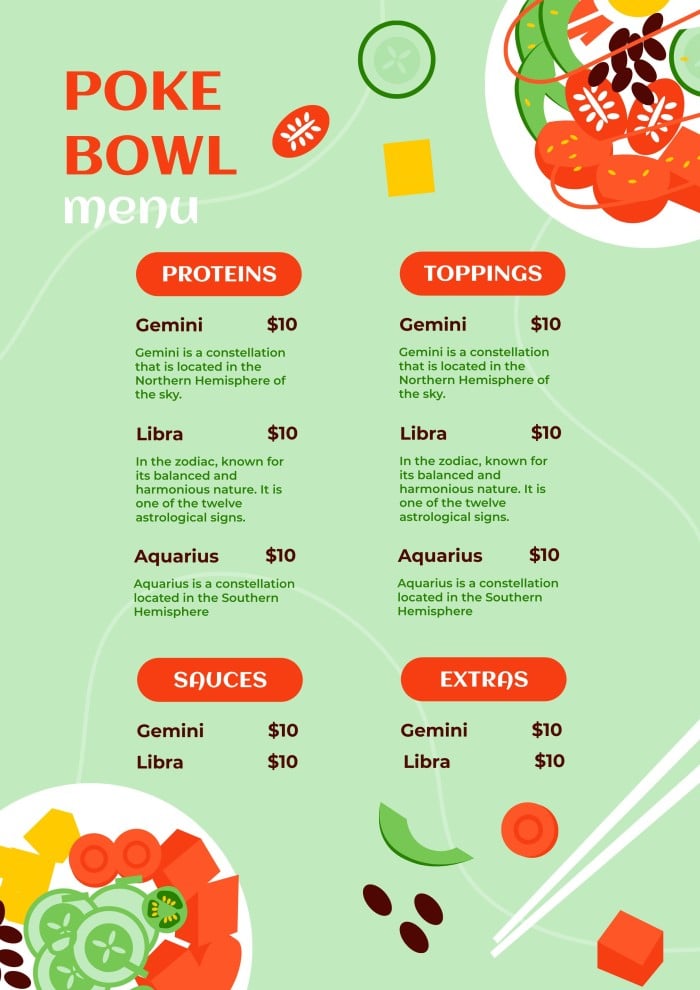 POKE
BOWL
menu
PROTEINS
Gemini $10
Gemini is a constellation
that is located in the
Northern Hemisphere of
the sky.
Libra $10
In the zodiac, known for
its balanced and
harmonious nature. It is
one of the twelve
astrological signs.
Aquarius $10
Aquarius is a constellation
located in the Southern
Hemisphere
TOPPINGS
Gemini $10
Gemini is a constellation
that is located in the
Northern Hemisphere of
the sky.
Libra $10
In the zodiac, known for
its balanced and
harmonious nature. It is
one of the twelve
astrological signs.
Aquarius $10
Aquarius is a constellation
located in the Southern
Hemisphere
SAUCES
Gemini $10
Libra $10
EXTRAS
Gemini $10
Libra $10